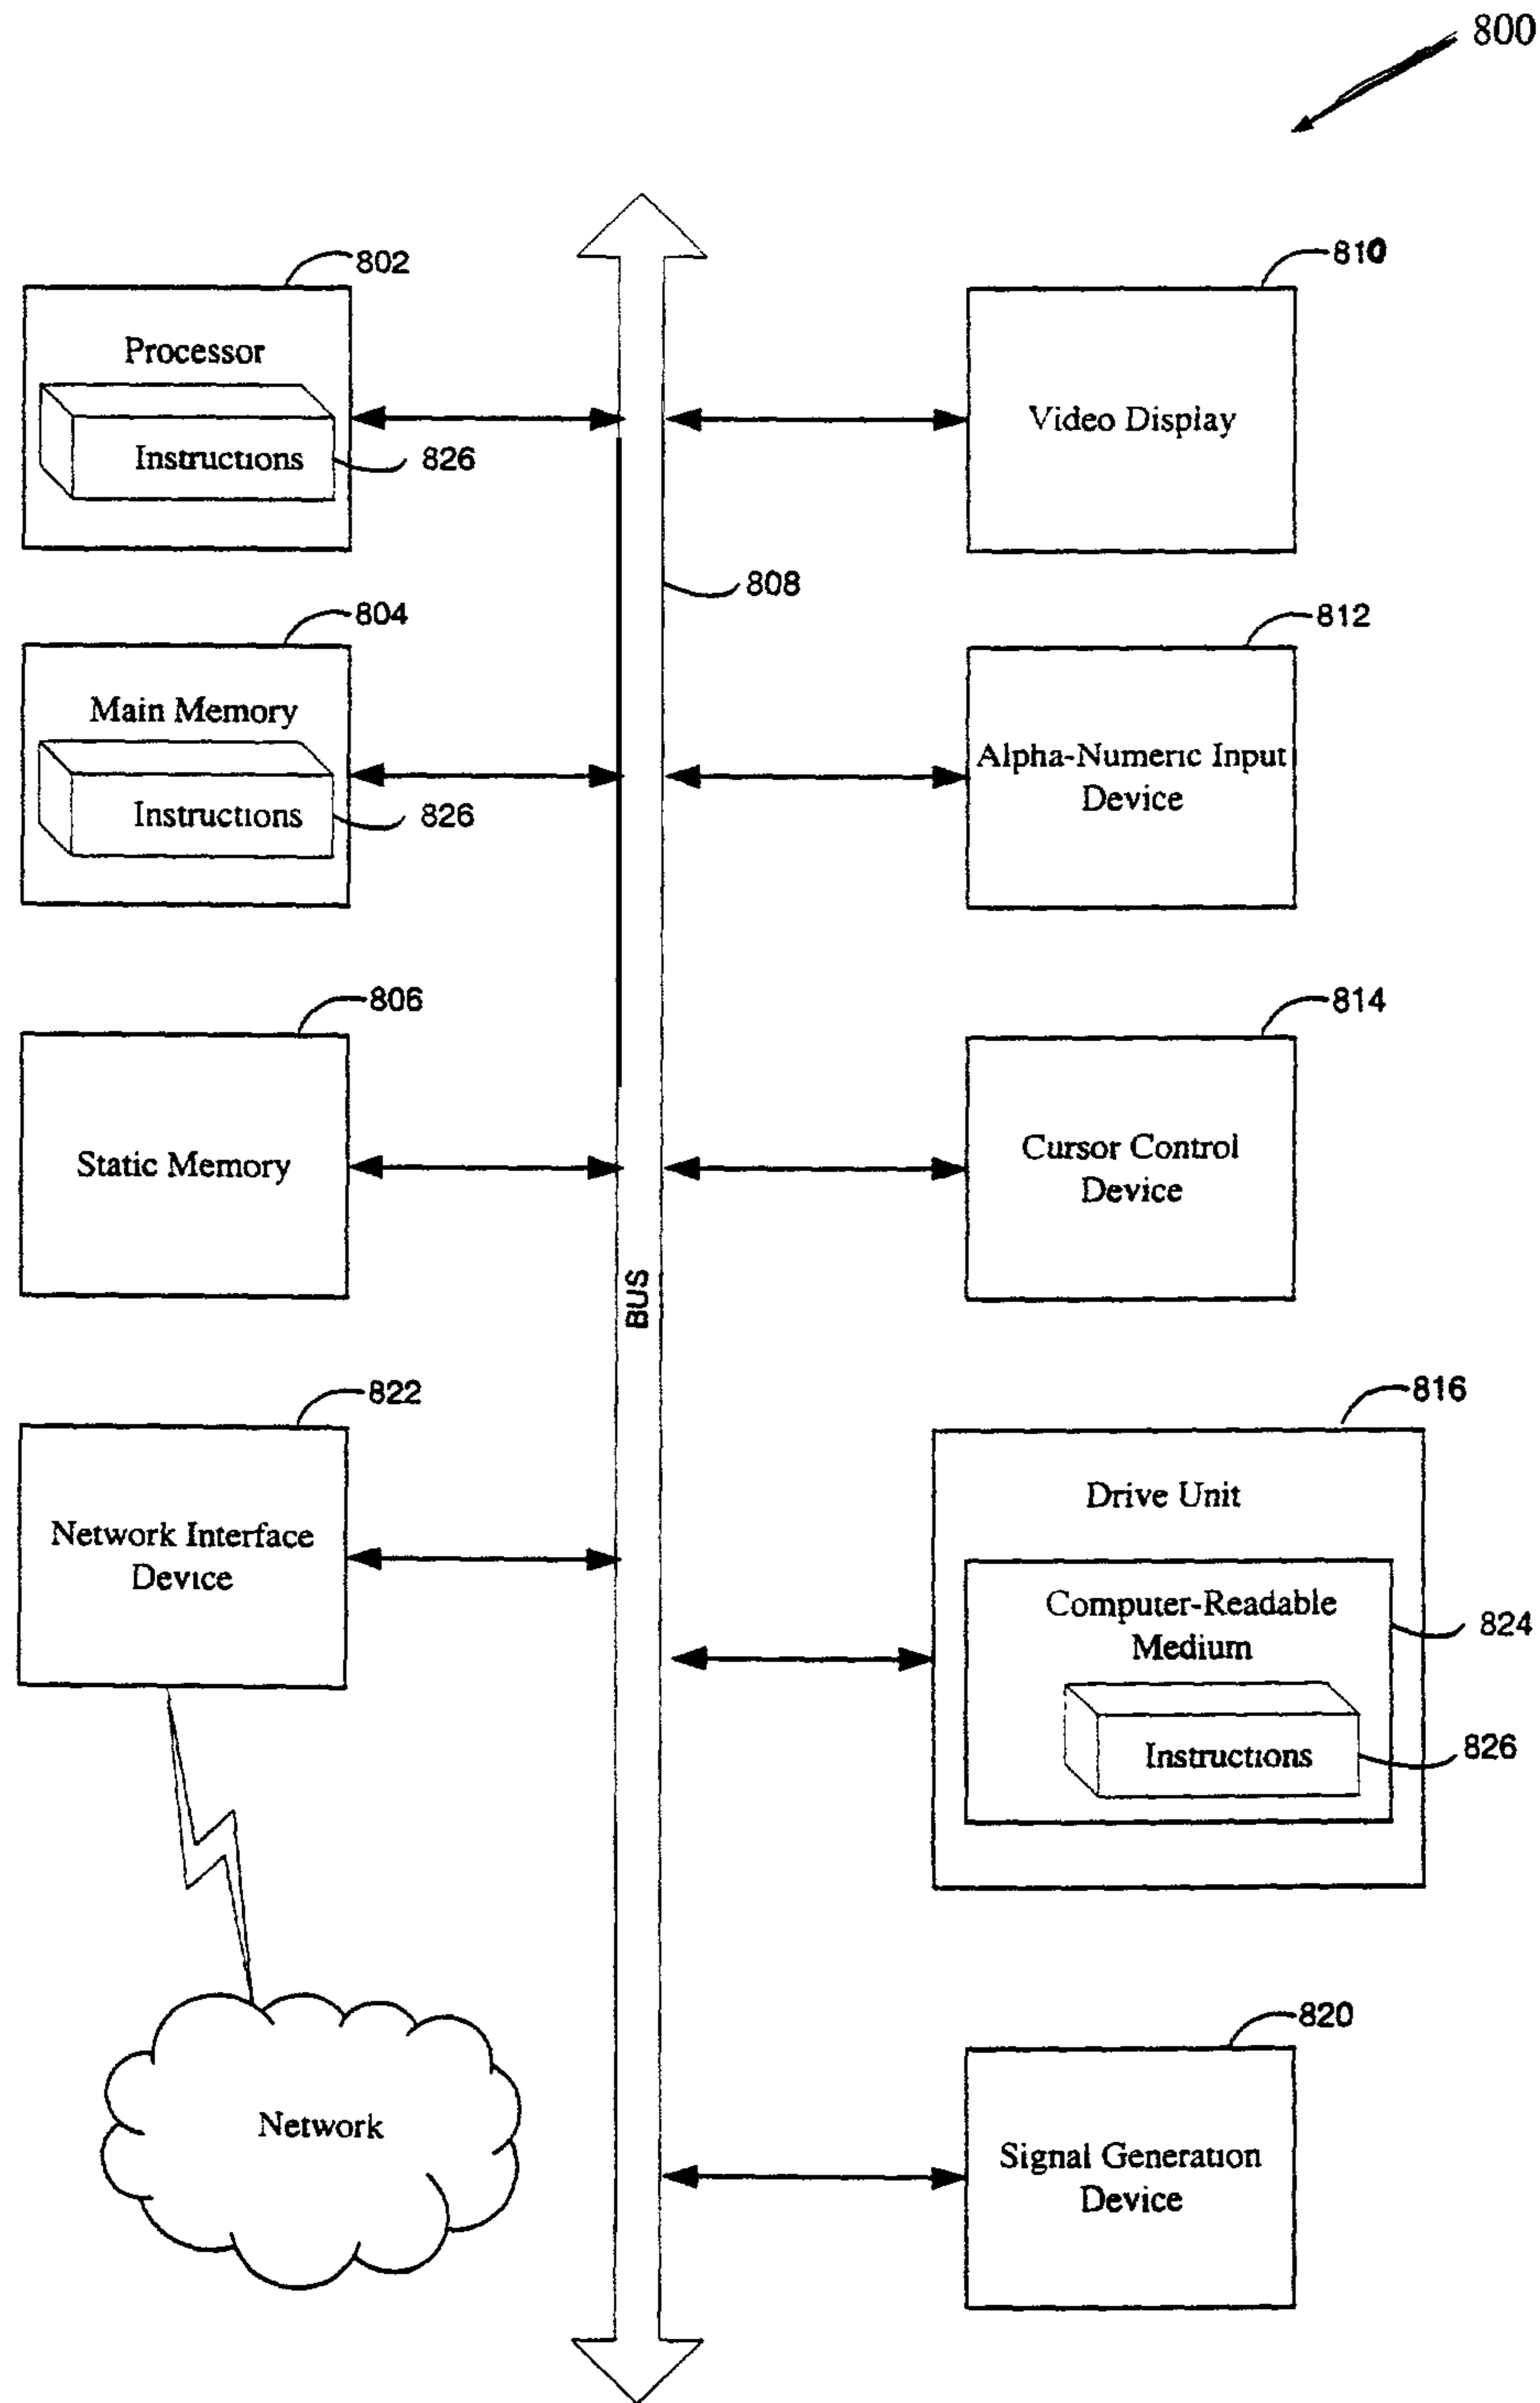 800
802
Processor
Instructions
826
810
Video Display
808
804
Main Memory
Instructions
826
812
Alpha-Numeric Input
Device
806
Static Memory
814
Cursor Control
Device
BUS
822
Network Interface
Device
816
Drive Unit
Computer-Readable
Medium
824
Instructions
826
Network
820
Signal Generation
Device